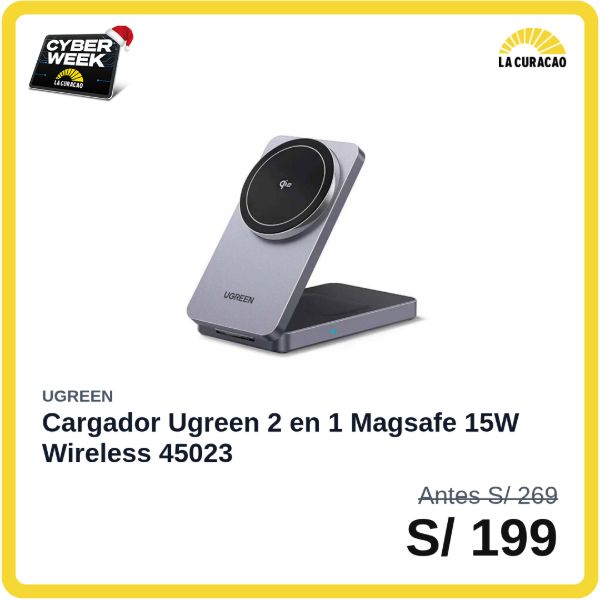 CYBER
WEEK
LA CURACAO
LA CURACAO
Qi2
UGREEN
UGREEN
Cargador Ugreen 2 en 1 Magsafe 15W
Wireless 45023
Antes S/ 269
S/ 199